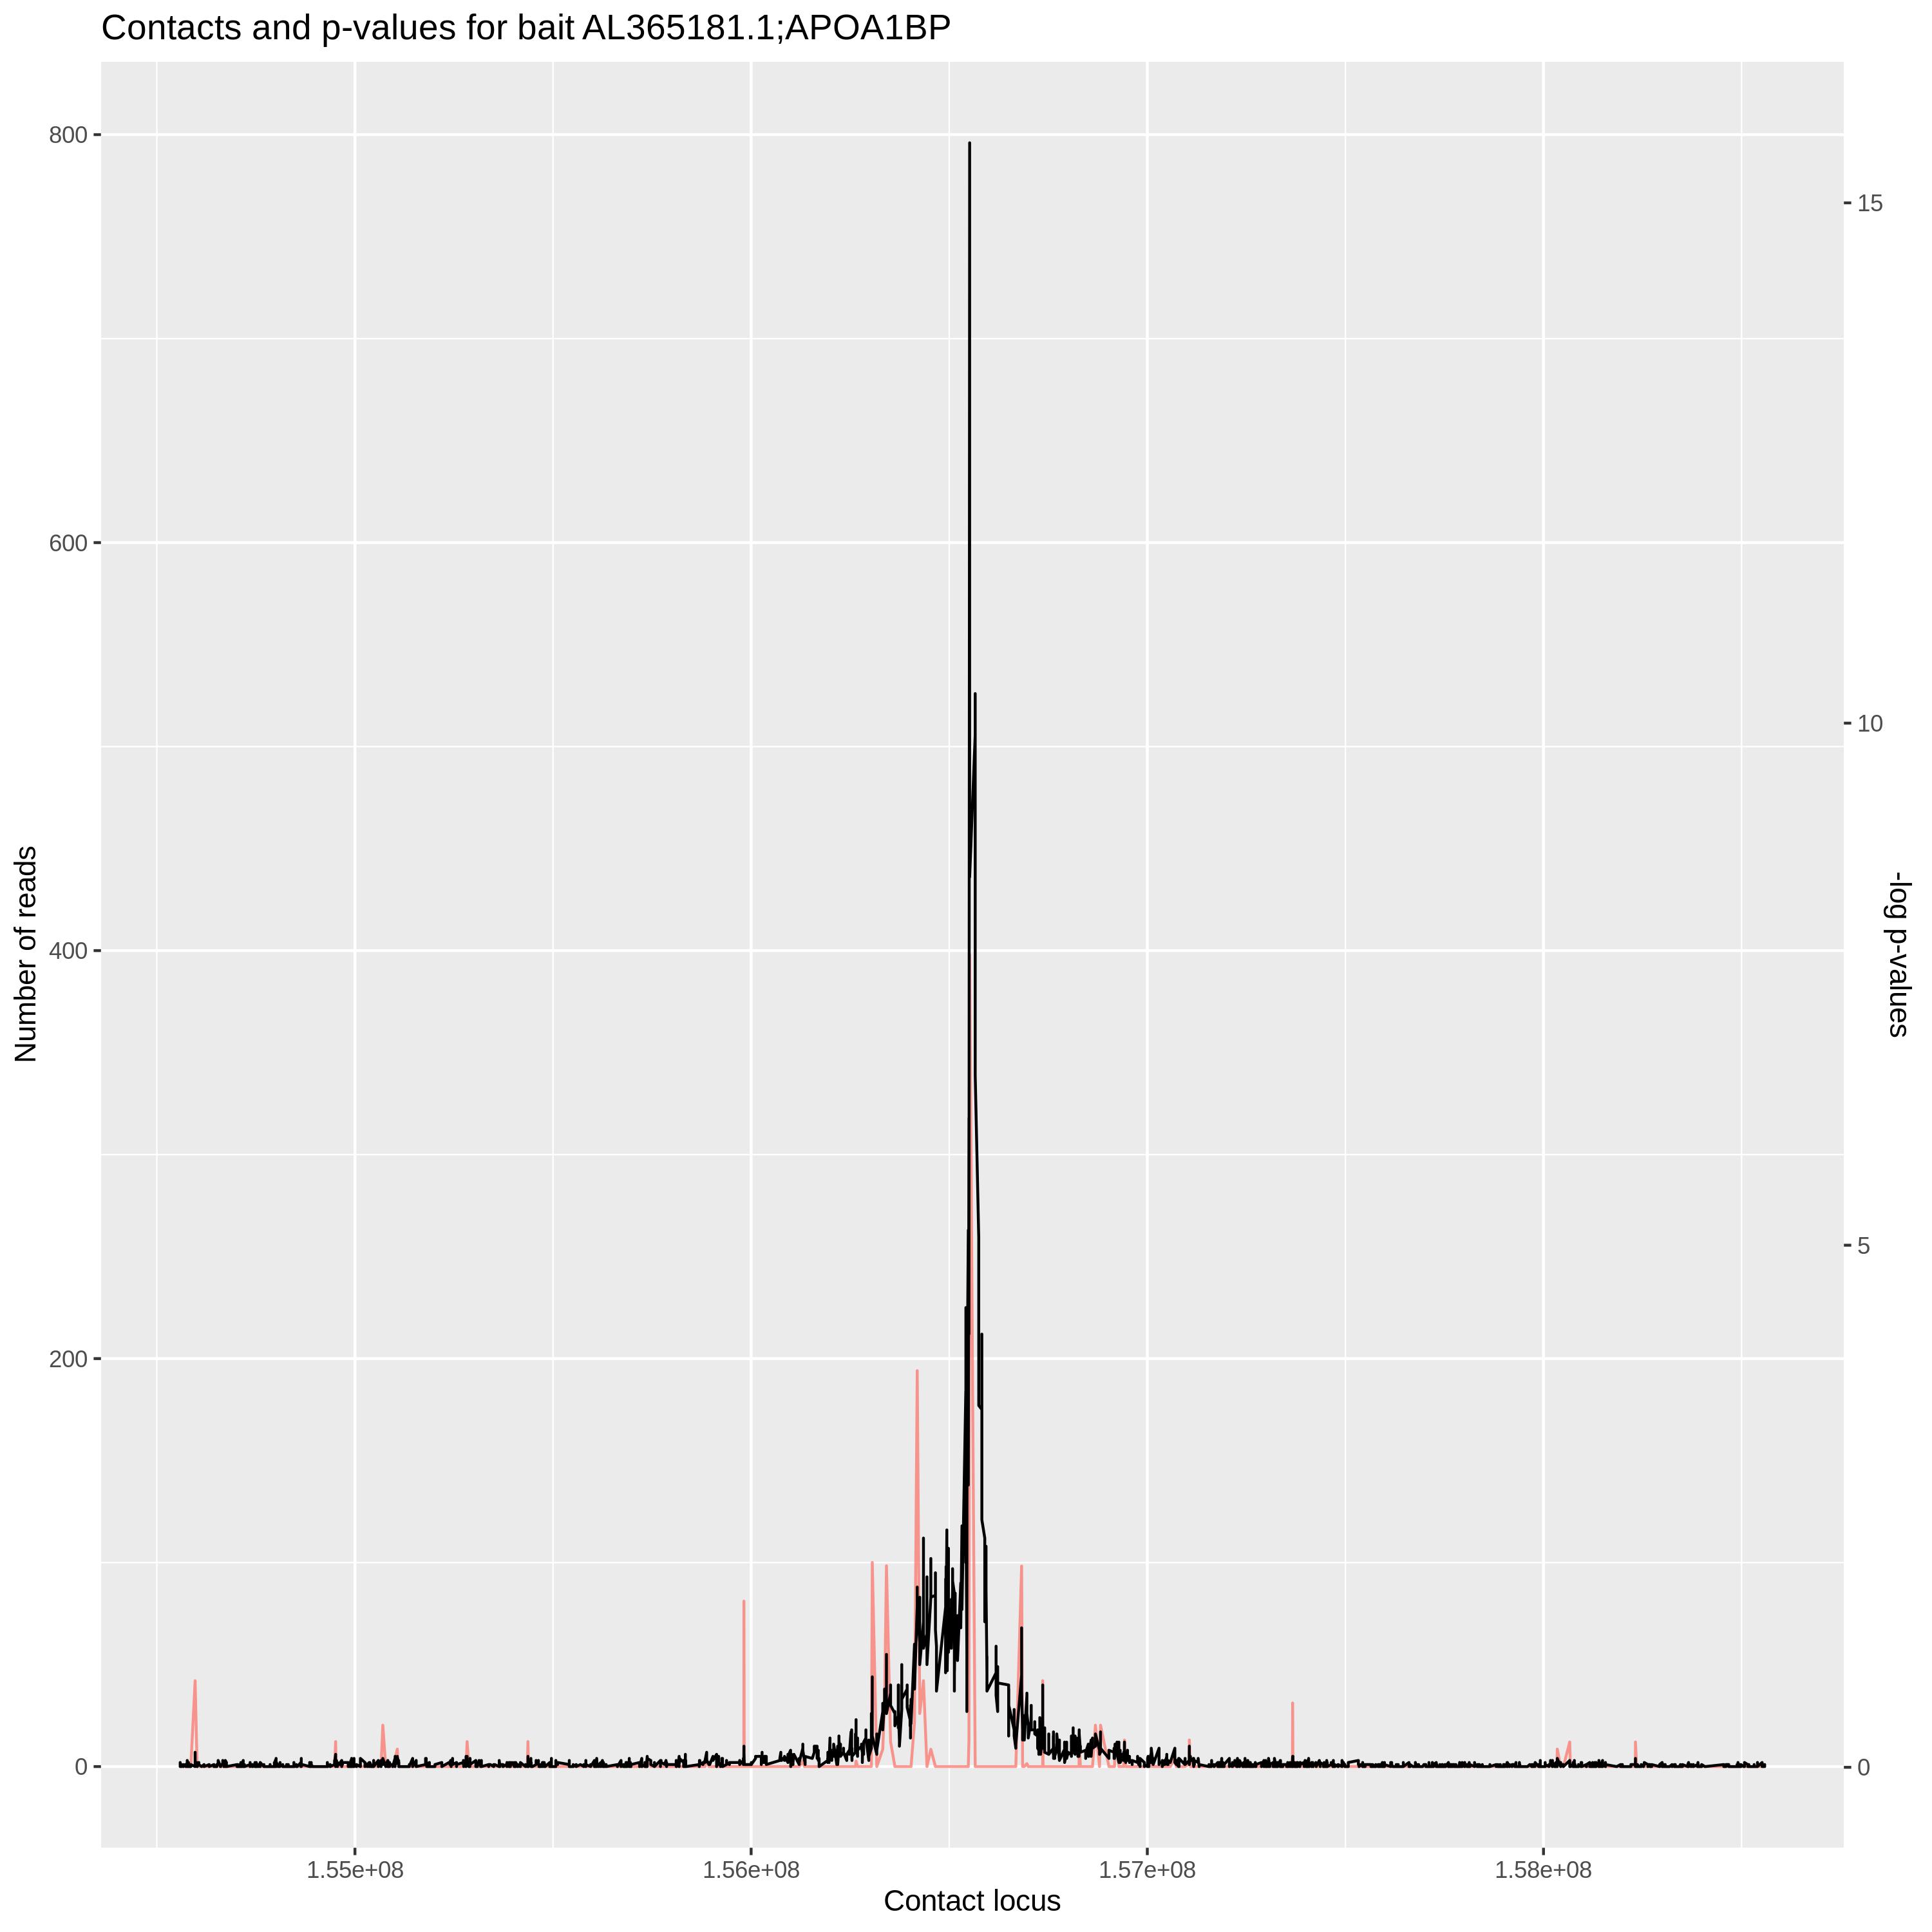 Contacts and p-values for bait AL365181.1;APOA1BP
800
600
400
200
0
Number of reads
15
10
5
0
-log p-values
1.55e+08
1.56e+08
1.57e+08
1.58e+08
Contact locus